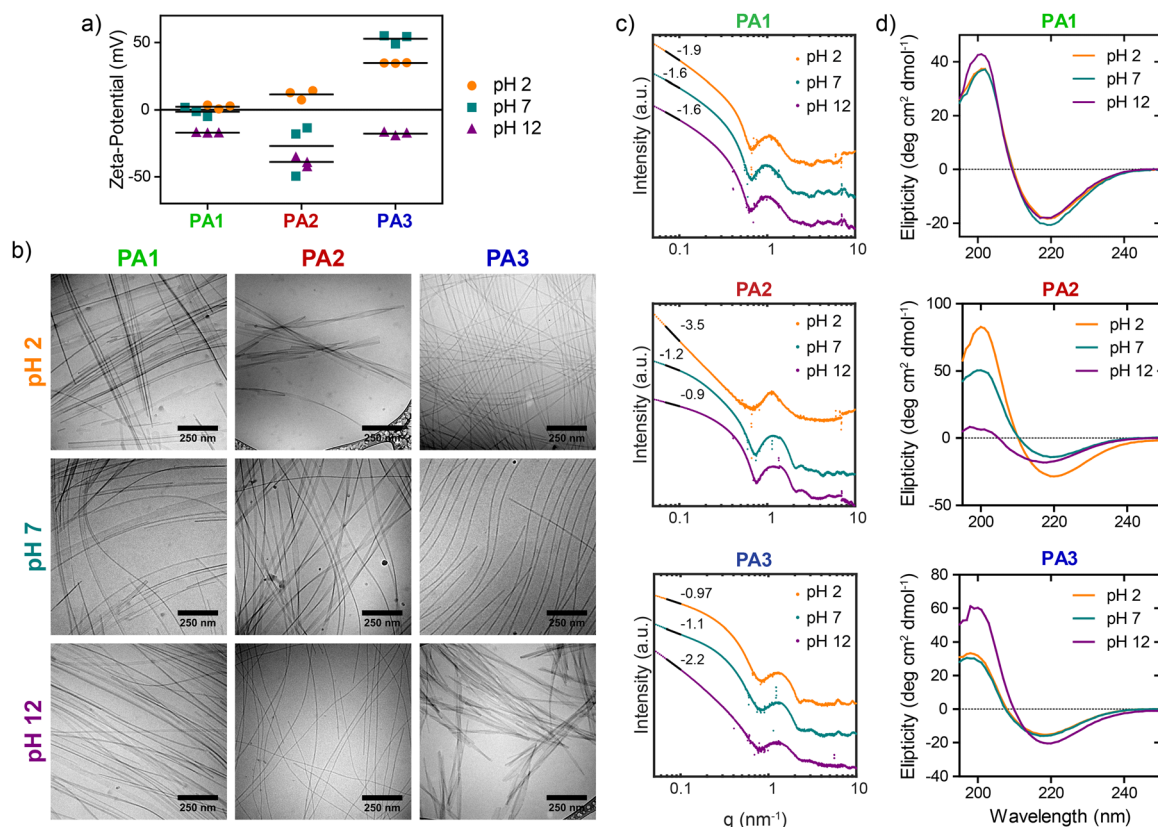 a)
Zeta-Potential (mV)
50
0
-50
PA1
PA2
PA3
pH 2
pH 7
pH 12
b)
PA1
PA2
PA3
pH 2
250 nm
250 nm
250 nm
pH 7
250 nm
250 nm
250 nm
pH 12
250 nm
250 nm
250 nm
c)
PA1
Intensity (a.u.)
-1.9
-1.6
-1.6
pH 2
pH 7
pH 12
0.1
1
10
PA2
Intensity (a.u.)
-3.5
-1.2
-0.9
pH 2
pH 7
pH 12
0.1
1
10
PA3
Intensity (a.u.)
-0.97
-1.1
-2.2
pH 2
pH 7
pH 12
0.1
1
10
q (nm⁻¹)
d)
PA1
Elipticity (deg cm² dmol⁻¹)
60
40
20
0
-20
pH 2
pH 7
pH 12
200
220
240
PA2
Elipticity (deg cm² dmol⁻¹)
100
50
0
-50
pH 2
pH 7
pH 12
200
220
240
PA3
Elipticity (deg cm² dmol⁻¹)
80
60
40
20
0
-20
-40
pH 2
pH 7
pH 12
200
220
240
Wavelength (nm)